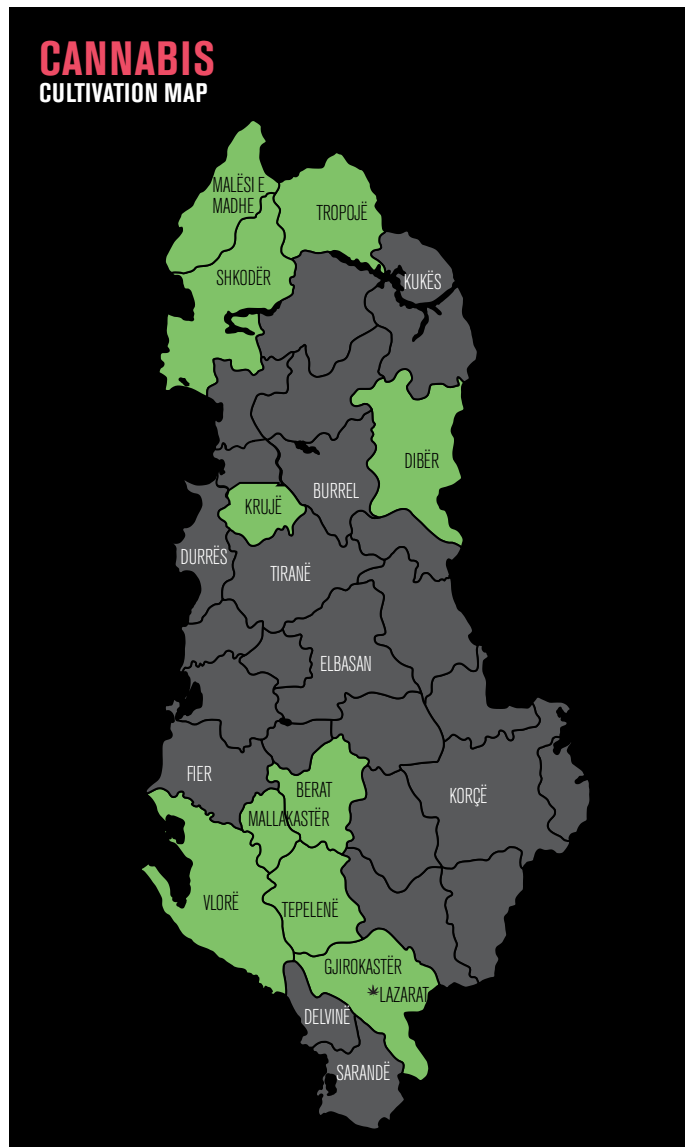 CANNABIS
CULTIVATION MAP
MALËSI E
MADHE
TROPOJË
SHKODËR
KUKËS
DIBËR
BURREL
KRUJË
DURRËS
TIRANË
ELBASAN
FIER
BERAT
KORÇË
MALLAKASTËR
VLORË
TEPELENË
GJIROKASTËR
LAZARAT
DELVINË
SARANDË